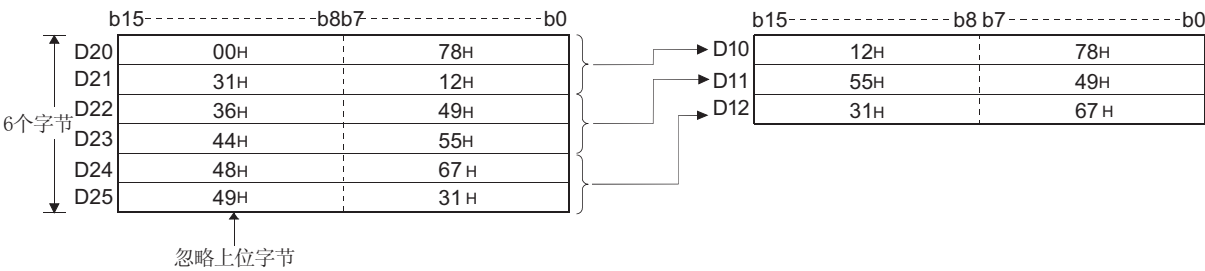 b15 b8b7 b0 b15 b8 b7 b0
D20 00H 78H D10 12H 78H
D21 31H 12H D11 55H 49H
D22 36H 49H D12 31H 67H
6个字节
D23 44H 55H
D24 48H 67H
D25 49H 31H
忽略上位字节